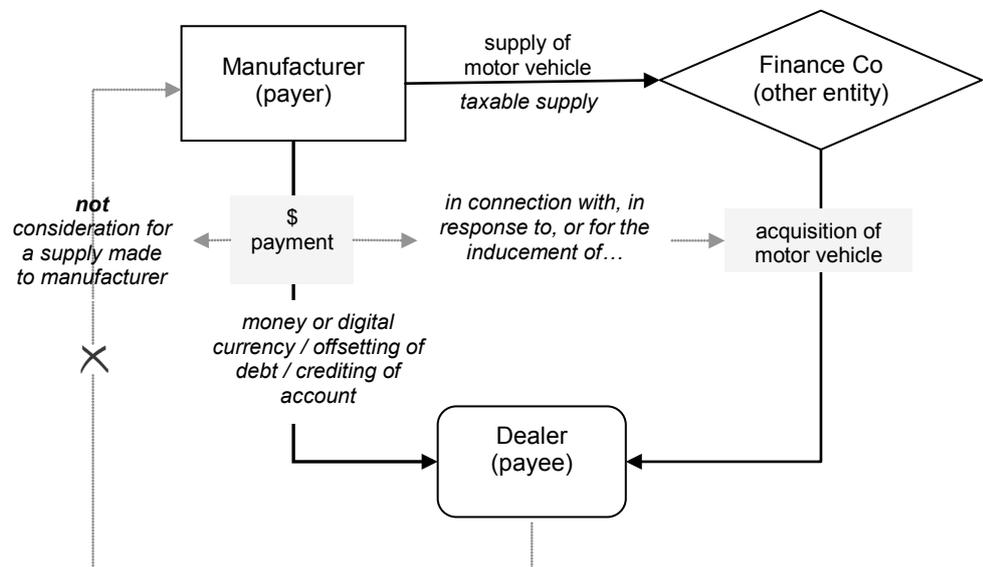 Manufacturer
(payer)
supply of
motor vehicle
taxable supply
Finance Co
(other entity)
not
consideration for
a supply made
to manufacturer
$
payment
in connection with, in
response to, or for the
inducement of…
acquisition of
motor vehicle
money or digital
currency / offsetting of
debt / crediting of
account
Dealer
(payee)